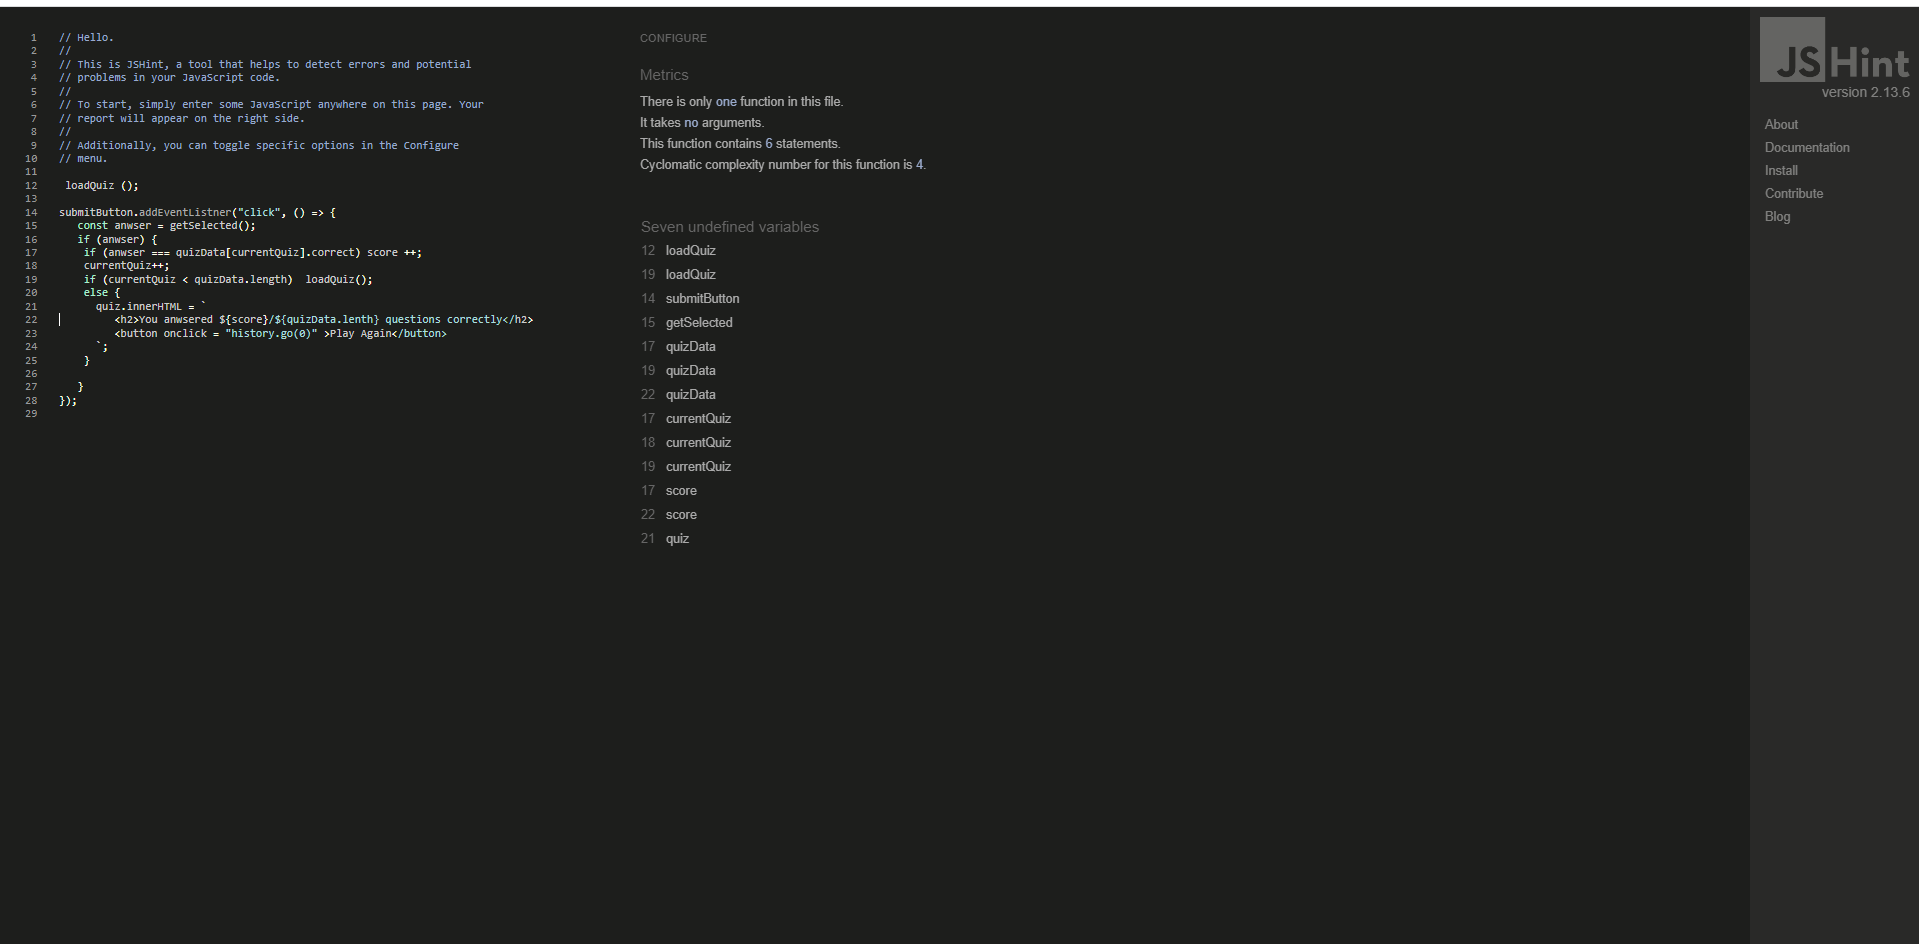 1 // Hello.
2 //
3 // This is JSHint, a tool that helps to detect errors and potential
4 // problems in your JavaScript code.
5 //
6 // To start, simply enter some JavaScript anywhere on this page. Your
7 // report will appear on the right side.
8 //
9 // Additionally, you can toggle specific options in the Configure
10 // menu.
11
12 loadQuiz ();
13
14 submitButton.addEventListner("click", () => {
15 const anwser = getSelected();
16 if (anwser) {
17 if (anwser === quizData[currentQuiz].correct) score ++;
18 currentQuiz++;
19 if (currentQuiz < quizData.length)  loadQuiz();
20 else {
21 quiz.innerHTML = `
22 <h2>You anwsered ${score}/${quizData.lenth} questions correctly</h2>
23 <button onclick = "history.go(0)" >Play Again</button>
24 `;
25 }
26
27 }
28 });
29
CONFIGURE
Metrics
There is only one function in this file.
It takes no arguments.
This function contains 6 statements.
Cyclomatic complexity number for this function is 4.
Seven undefined variables
12 loadQuiz
19 loadQuiz
14 submitButton
15 getSelected
17 quizData
19 quizData
22 quizData
17 currentQuiz
18 currentQuiz
19 currentQuiz
17 score
22 score
21 quiz
JSHint
version 2.13.6
About
Documentation
Install
Contribute
Blog